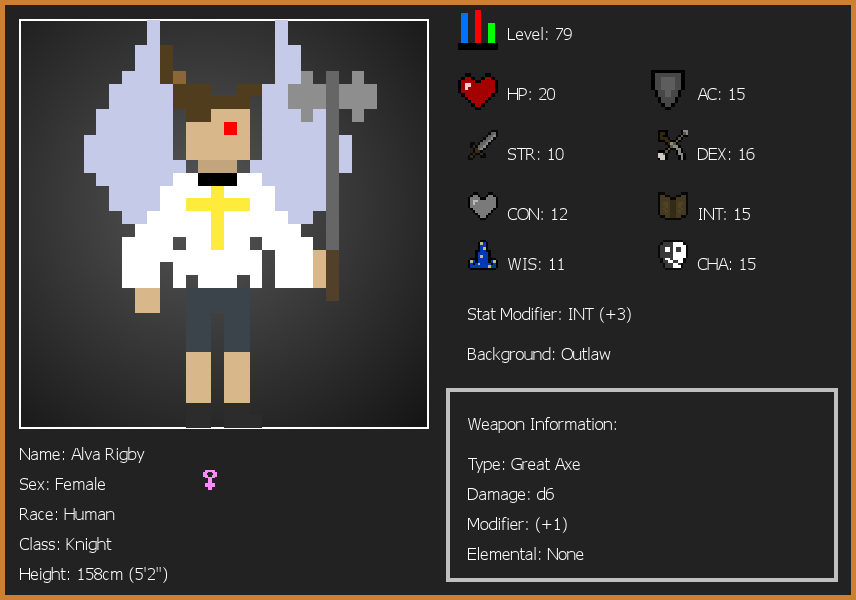 Level: 79
HP: 20
AC: 15
STR: 10
DEX: 16
CON: 12
INT: 15
WIS: 11
CHA: 15
Stat Modifier: INT (+3)
Background: Outlaw
Weapon Information:
Type: Great Axe
Damage: d6
Modifier: (+1)
Elemental: None
Name: Alva Rigby
Sex: Female
Race: Human
Class: Knight
Height: 158cm (5'2")